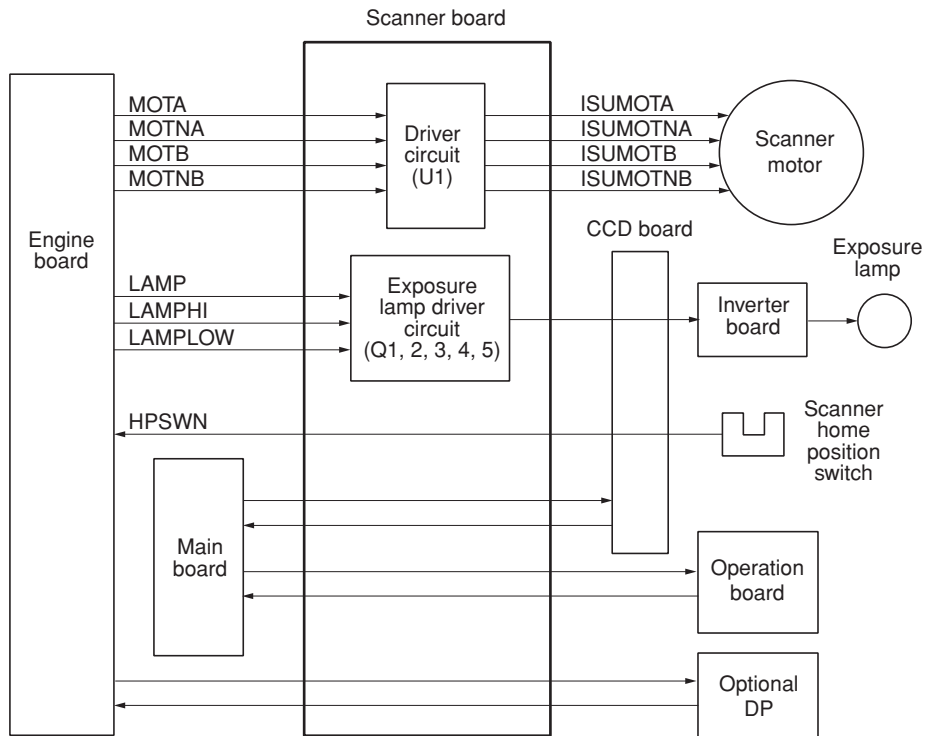 Scanner board
MOTA
MOTNA
MOTB
MOTNB
Driver
circuit
(U1)
ISUMOTA
ISUMOTNA
ISUMOTB
ISUMOTNB
Scanner
motor
Engine
board
CCD board
LAMP
LAMPHI
LAMPLOW
Exposure
lamp driver
circuit
(Q1, 2, 3, 4, 5)
Inverter
board
Exposure
lamp
HPSWN
Scanner
home
position
switch
Main
board
Operation
board
Optional
DP